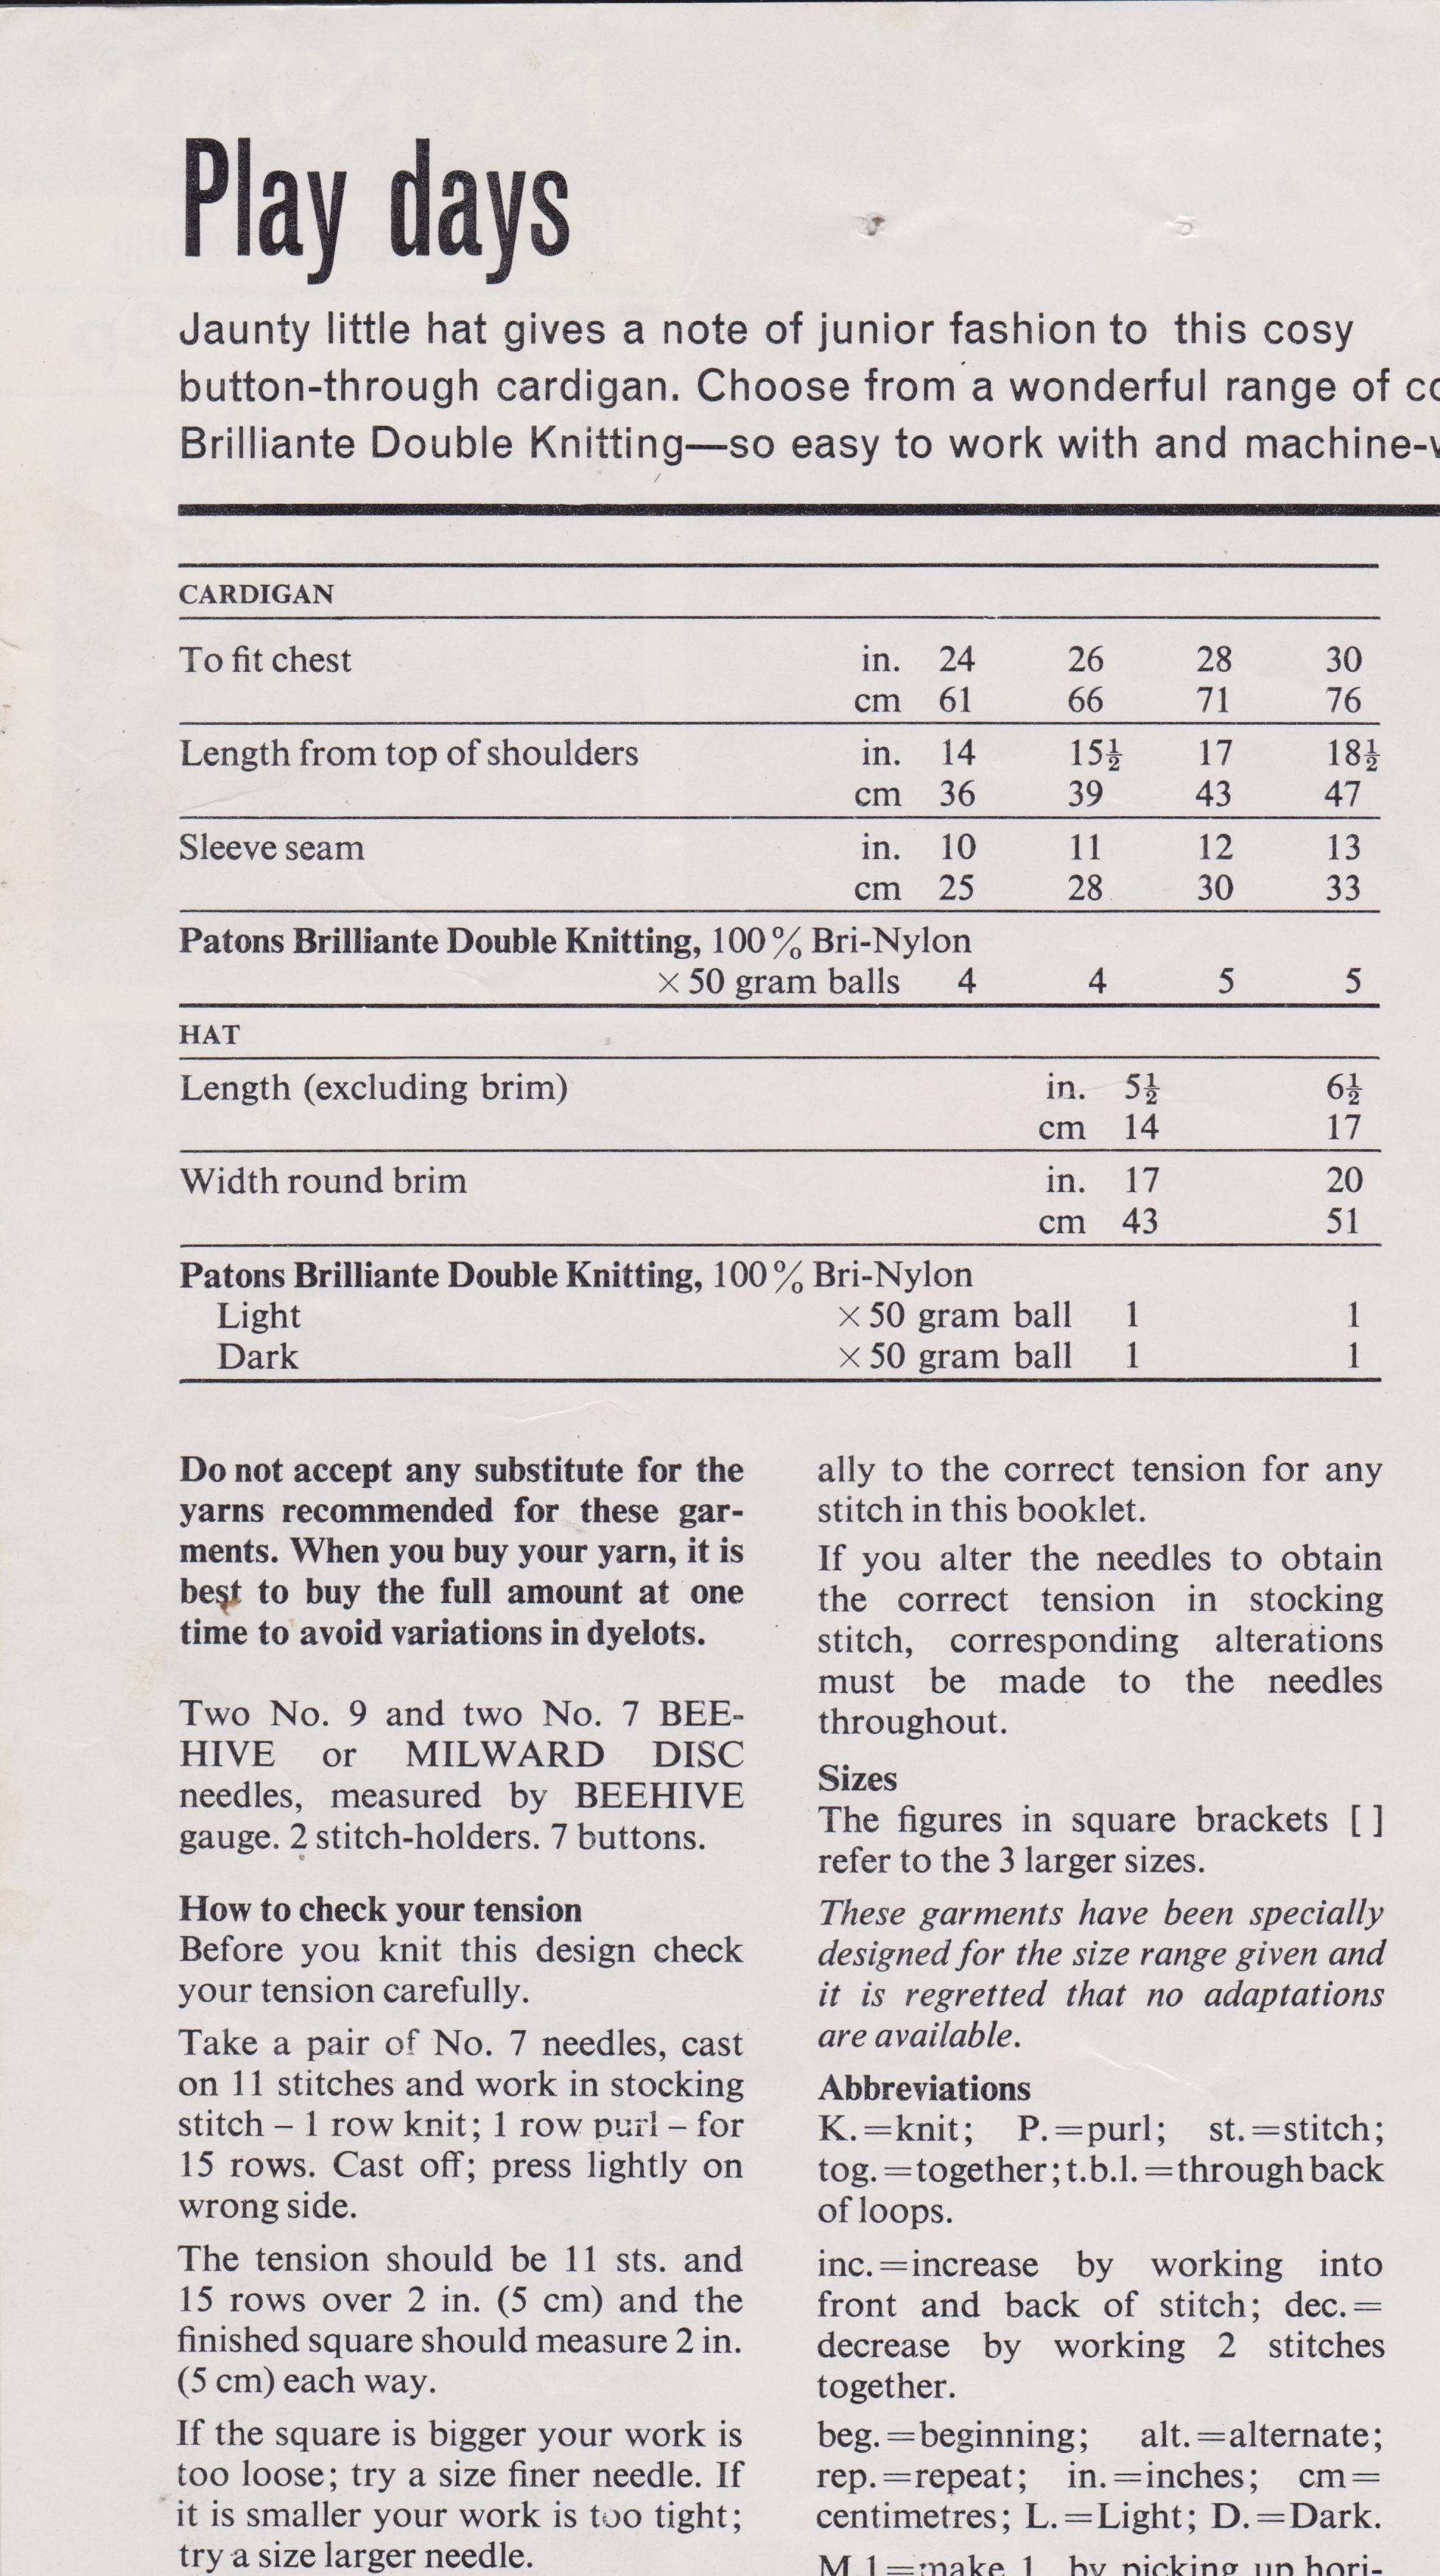 Play days
Jaunty little hat gives a note of junior fashion to this cosy
button-through cardigan. Choose from a wonderful range of
Brilliante Double Knitting—so easy to work with and machine-
CARDIGAN
To fit chest in. 24 26 28 30
cm 61 66 71 76
Length from top of shoulders in. 14 15½ 17 18½
cm 36 39 43 47
Sleeve seam in. 10 11 12 13
cm 25 28 30 33
Patons Brilliante Double Knitting, 100% Bri-Nylon
× 50 gram balls 4 4 5 5
HAT
Length (excluding brim) in. 5½ 6½
cm 14 17
Width round brim in. 17 20
cm 43 51
Patons Brilliante Double Knitting, 100% Bri-Nylon
Light × 50 gram ball 1 1
Dark × 50 gram ball 1 1
Do not accept any substitute for the
yarns recommended for these gar-
ments. When you buy your yarn, it is
best to buy the full amount at one
time to avoid variations in dyelots.
Two No. 9 and two No. 7 BEE-
HIVE or MILWARD DISC
needles, measured by BEEHIVE
gauge. 2 stitch-holders. 7 buttons.
How to check your tension
Before you knit this design check
your tension carefully.
Take a pair of No. 7 needles, cast
on 11 stitches and work in stocking
stitch – 1 row knit; 1 row purl – for
15 rows. Cast off; press lightly on
wrong side.
The tension should be 11 sts. and
15 rows over 2 in. (5 cm) and the
finished square should measure 2 in.
(5 cm) each way.
If the square is bigger your work is
too loose; try a size finer needle. If
it is smaller your work is too tight;
try a size larger needle.
ally to the correct tension for any
stitch in this booklet.
If you alter the needles to obtain
the correct tension in stocking
stitch, corresponding alterations
must be made to the needles
throughout.
Sizes
The figures in square brackets [ ]
refer to the 3 larger sizes.
These garments have been specially
designed for the size range given and
it is regretted that no adaptations
are available.
Abbreviations
K.=knit; P.=purl; st.=stitch;
tog.=together; t.b.l.=through back
of loops.
inc.=increase by working into
front and back of stitch; dec.=
decrease by working 2 stitches
together.
beg.=beginning; alt.=alternate;
rep.=repeat; in.=inches; cm=
centimetres; L.=Light; D.=Dark.
M.1=make 1, by picking up hori-